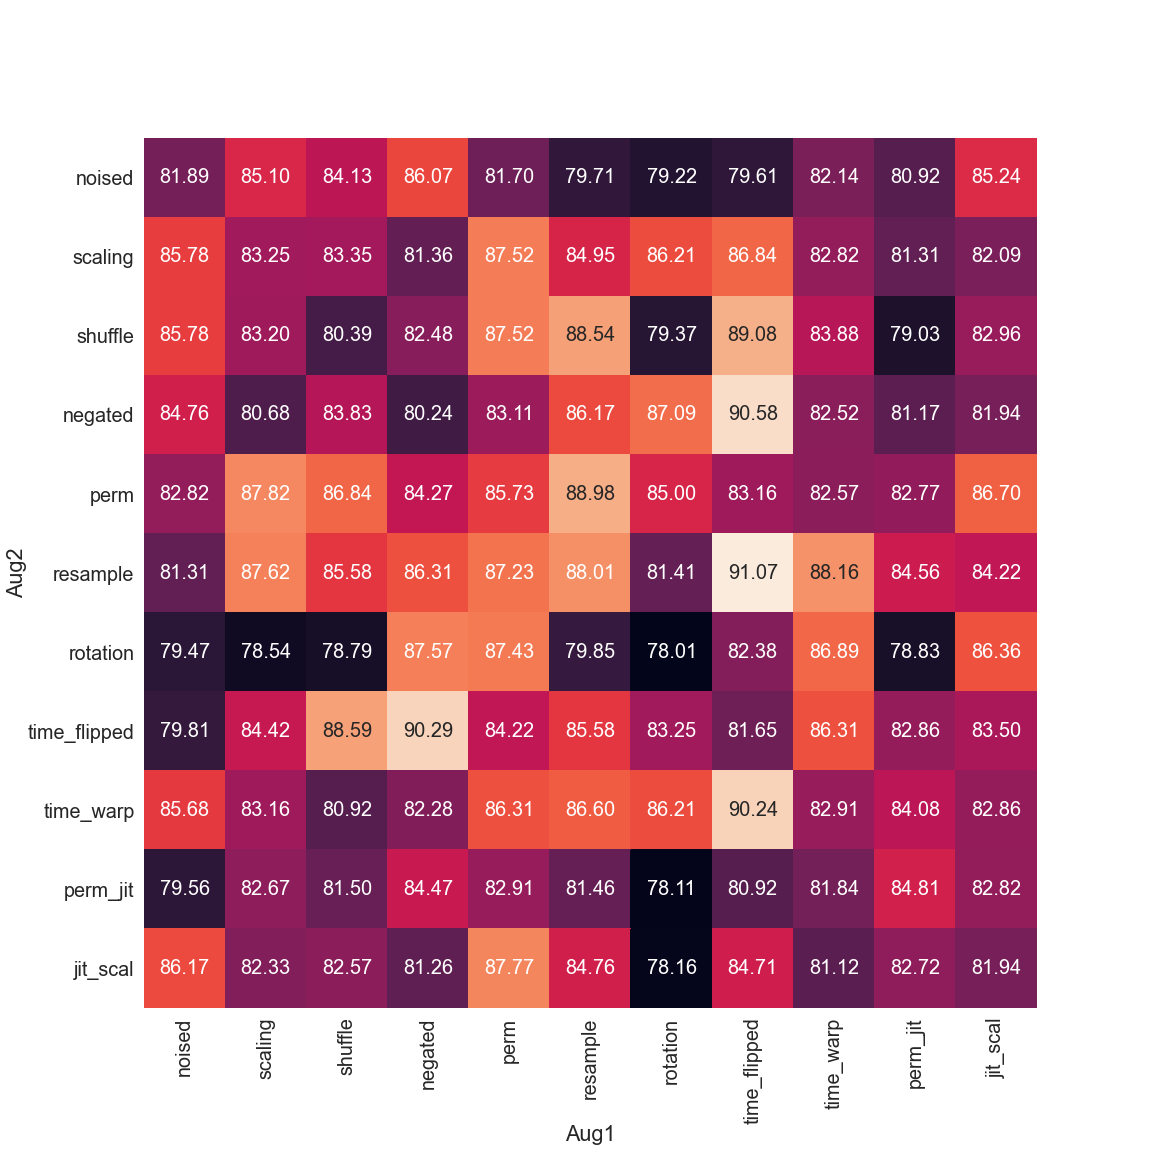 noised 81.89 85.10 84.13 86.07 81.70 79.71 79.22 79.61 82.14 80.92 85.24
scaling 85.78 83.25 83.35 81.36 87.52 84.95 86.21 86.84 82.82 81.31 82.09
shuffle 85.78 83.20 80.39 82.48 87.52 88.54 79.37 89.08 83.88 79.03 82.96
negated 84.76 80.68 83.83 80.24 83.11 86.17 87.09 90.58 82.52 81.17 81.94
perm 82.82 87.82 86.84 84.27 85.73 88.98 85.00 83.16 82.57 82.77 86.70
resample 81.31 87.62 85.58 86.31 87.23 88.01 81.41 91.07 88.16 84.56 84.22
rotation 79.47 78.54 78.79 87.57 87.43 79.85 78.01 82.38 86.89 78.83 86.36
time_flipped 79.81 84.42 88.59 90.29 84.22 85.58 83.25 81.65 86.31 82.86 83.50
time_warp 85.68 83.16 80.92 82.28 86.31 86.60 86.21 90.24 82.91 84.08 82.86
perm_jit 79.56 82.67 81.50 84.47 82.91 81.46 78.11 80.92 81.84 84.81 82.82
jit_scal 86.17 82.33 82.57 81.26 87.77 84.76 78.16 84.71 81.12 82.72 81.94
Aug2
noised scaling shuffle negated perm resample rotation time_flipped time_warp perm_jit jit_scal
Aug1